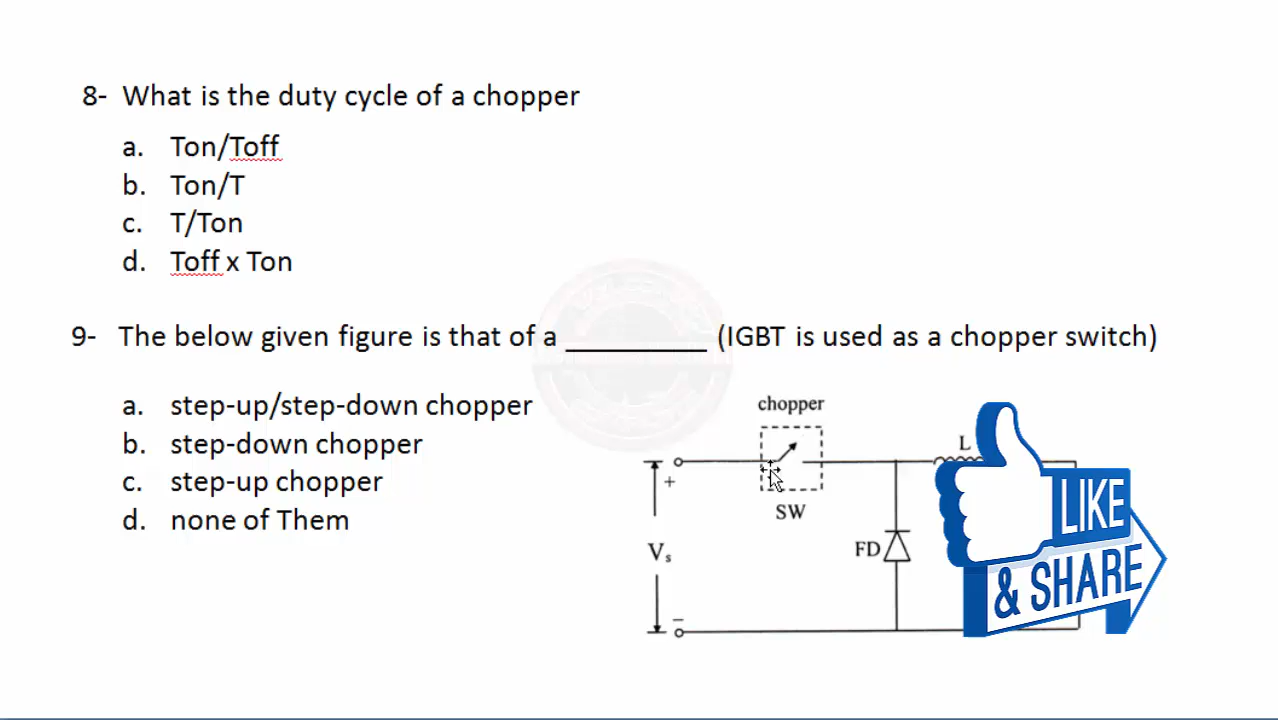 8- What is the duty cycle of a chopper
a. Ton/Toff
b. Ton/T
c. T/Ton
d. Toff x Ton
9- The below given figure is that of a __________ (IGBT is used as a chopper switch)
a. step-up/step-down chopper
b. step-down chopper
c. step-up chopper
d. none of Them
chopper
L
+
SW
Vs
FD
−
LIKE
& SHARE